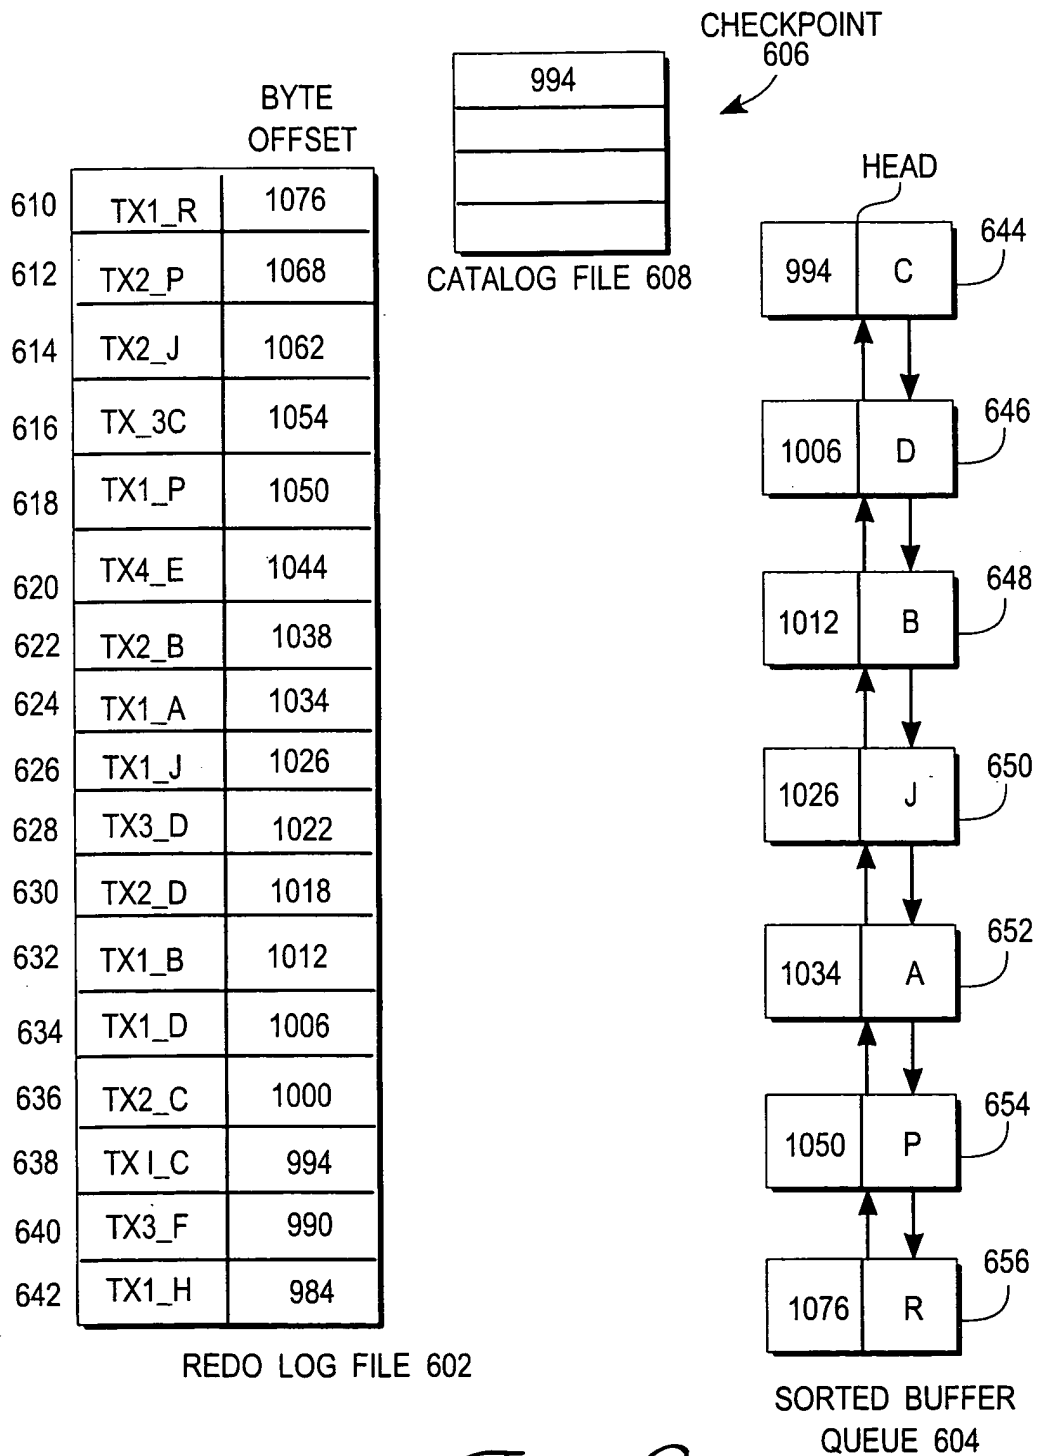 CHECKPOINT
606
994
CATALOG FILE 608
BYTE
OFFSET
610 TX1_R 1076
612 TX2_P 1068
614 TX2_J 1062
616 TX_3C 1054
618 TX1_P 1050
620 TX4_E 1044
622 TX2_B 1038
624 TX1_A 1034
626 TX1_J 1026
628 TX3_D 1022
630 TX2_D 1018
632 TX1_B 1012
634 TX1_D 1006
636 TX2_C 1000
638 TX I_C 994
640 TX3_F 990
642 TX1_H 984
REDO LOG FILE 602
HEAD
994 C 644
1006 D 646
1012 B 648
1026 J 650
1034 A 652
1050 P 654
1076 R 656
SORTED BUFFER
QUEUE 604